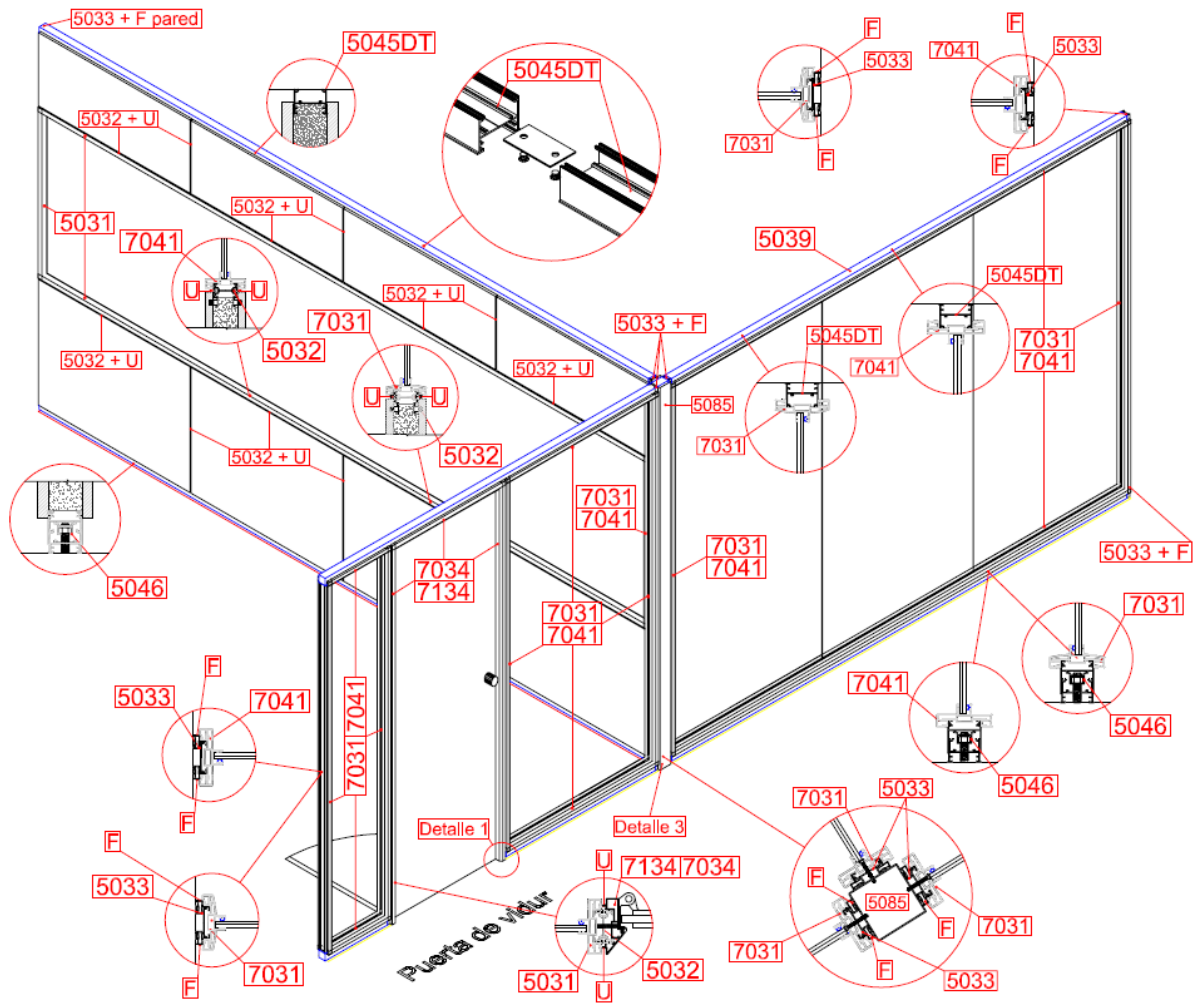 5033 + F pared
5045DT
5045DT
F
5033
7041
7031
F
F
7041
5033
F
5032 + U
5032 + U
5031
7041
U
U
5032
5039
5045DT
7041
7031
7041
5032 + U
5032 + U
7031
U
U
5032
5033 + F
5045DT
7031
5032 + U
5085
5032 + U
5046
7034
7134
7031
7041
7031
7041
7031
7041
5033 + F
7031
5046
7041
5046
F
5033
7041
F
7031
7041
F
5033
7031
F
Detalle 1
Detalle 3
Puerta de vidur
U
7134
7034
5031
5032
U
7031
5033
F
5085
F
7031
7031
F
5033